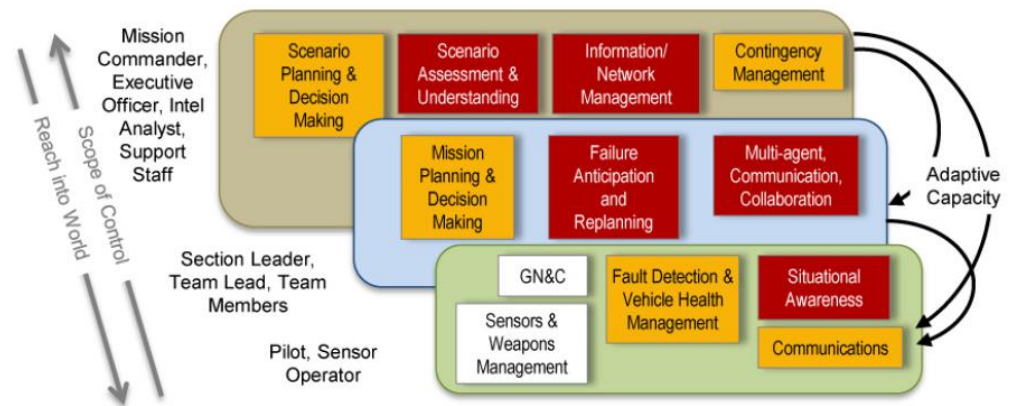 Mission
Commander,
Executive
Officer, Intel
Analyst,
Support
Staff
Reach into World
Scope of Control
Scenario
Planning &
Decision
Making
Scenario
Assessment &
Understanding
Information/
Network
Management
Contingency
Management
Mission
Planning &
Decision
Making
Failure
Anticipation
and
Replanning
Multi-agent,
Communication,
Collaboration
Adaptive
Capacity
Section Leader,
Team Lead, Team
Members
GN&C
Fault Detection &
Vehicle Health
Management
Situational
Awareness
Sensors &
Weapons
Management
Communications
Pilot, Sensor
Operator